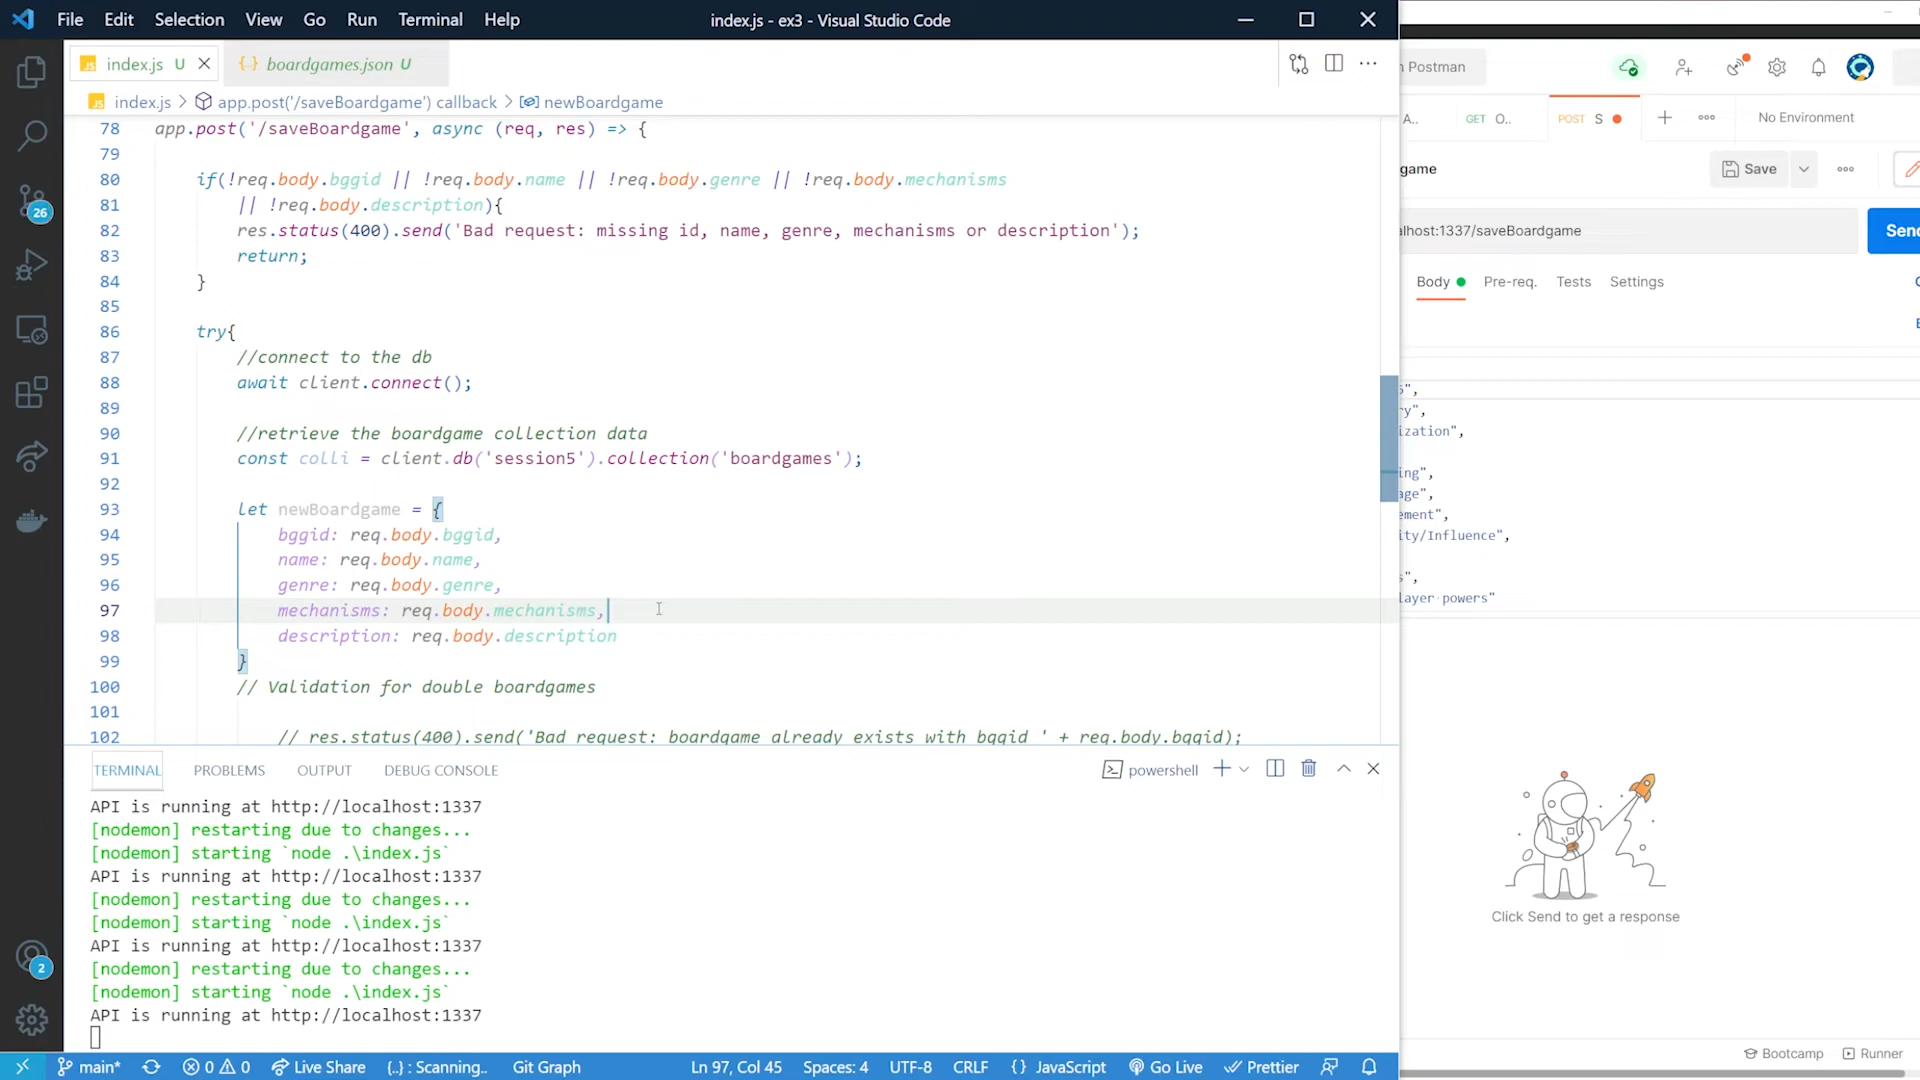 File Edit Selection View Go Run Terminal Help index.js - ex3 - Visual Studio Code
index.js U boardgames.json U
index.js > app.post('/saveBoardgame') callback > newBoardgame
78 app.post('/saveBoardgame', async (req, res) => {
79
80 if(!req.body.bggid || !req.body.name || !req.body.genre || !req.body.mechanisms
81 || !req.body.description){
82 res.status(400).send('Bad request: missing id, name, genre, mechanisms or description');
83 return;
84 }
85
86 try{
87 //connect to the db
88 await client.connect();
89
90 //retrieve the boardgame collection data
91 const colli = client.db('session5').collection('boardgames');
92
93 let newBoardgame = {
94 bggid: req.body.bggid,
95 name: req.body.name,
96 genre: req.body.genre,
97 mechanisms: req.body.mechanisms,
98 description: req.body.description
99 }
100 // Validation for double boardgames
101
102 // res.status(400).send('Bad request: boardgame already exists with bggid ' + req.body.bggid);
TERMINAL PROBLEMS OUTPUT DEBUG CONSOLE powershell
API is running at http://localhost:1337
[nodemon] restarting due to changes...
[nodemon] starting `node .\index.js`
API is running at http://localhost:1337
[nodemon] restarting due to changes...
[nodemon] starting `node .\index.js`
API is running at http://localhost:1337
[nodemon] restarting due to changes...
[nodemon] starting `node .\index.js`
API is running at http://localhost:1337
26
2
main* 0 0 Live Share {..} : Scanning.. Git Graph Ln 97, Col 45 Spaces: 4 UTF-8 CRLF {} JavaScript Go Live Prettier
Postman
A.. GET O.. POST S No Environment
game Save
lhost:1337/saveBoardgame Send
Body Pre-req. Tests Settings
",
ry",
ization",
ing",
age",
ement",
ity/Influence",
",
layer powers"
Click Send to get a response
Bootcamp Runner